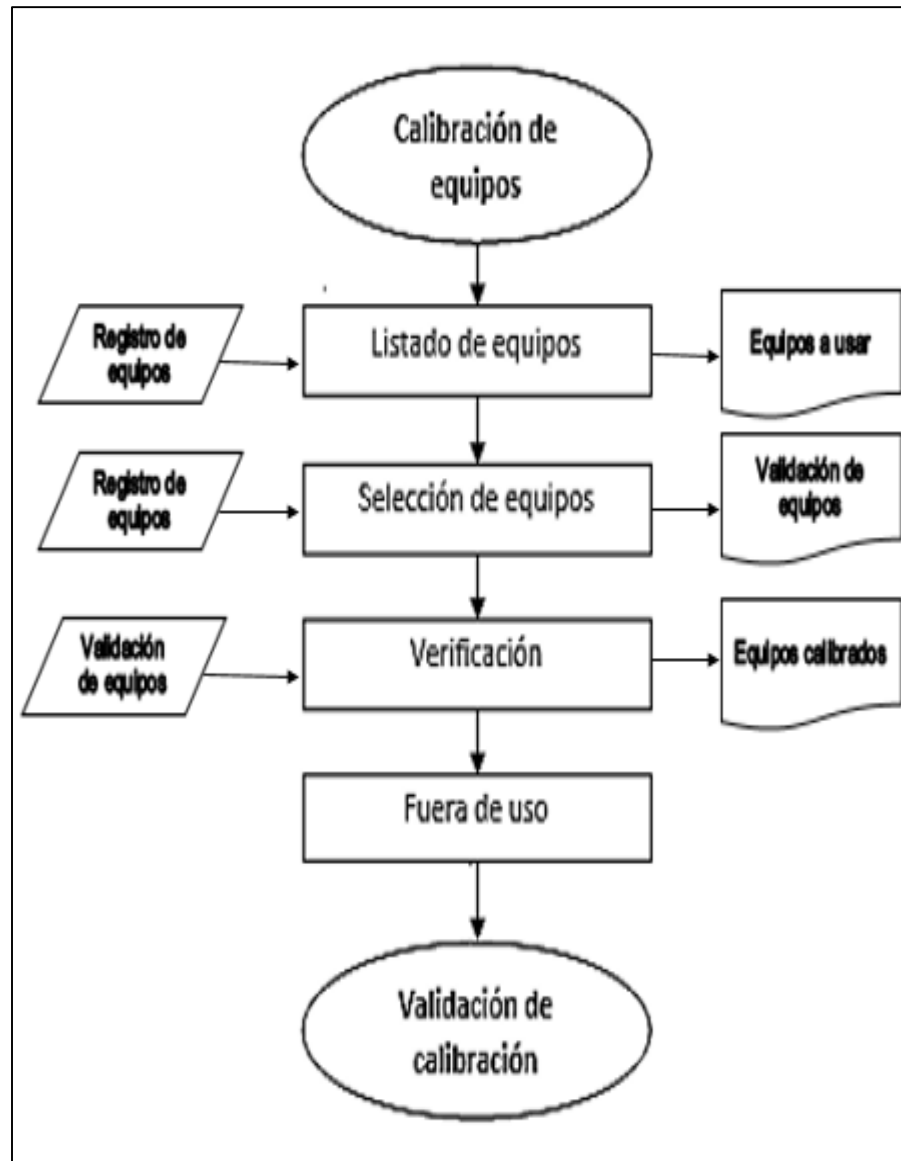 Calibración de
equipos
Registro de
equipos
Listado de equipos
Equipos a usar
Registro de
equipos
Selección de equipos
Validación de
equipos
Validación
de equipos
Verificación
Equipos calibrados
Fuera de uso
Validación de
calibración